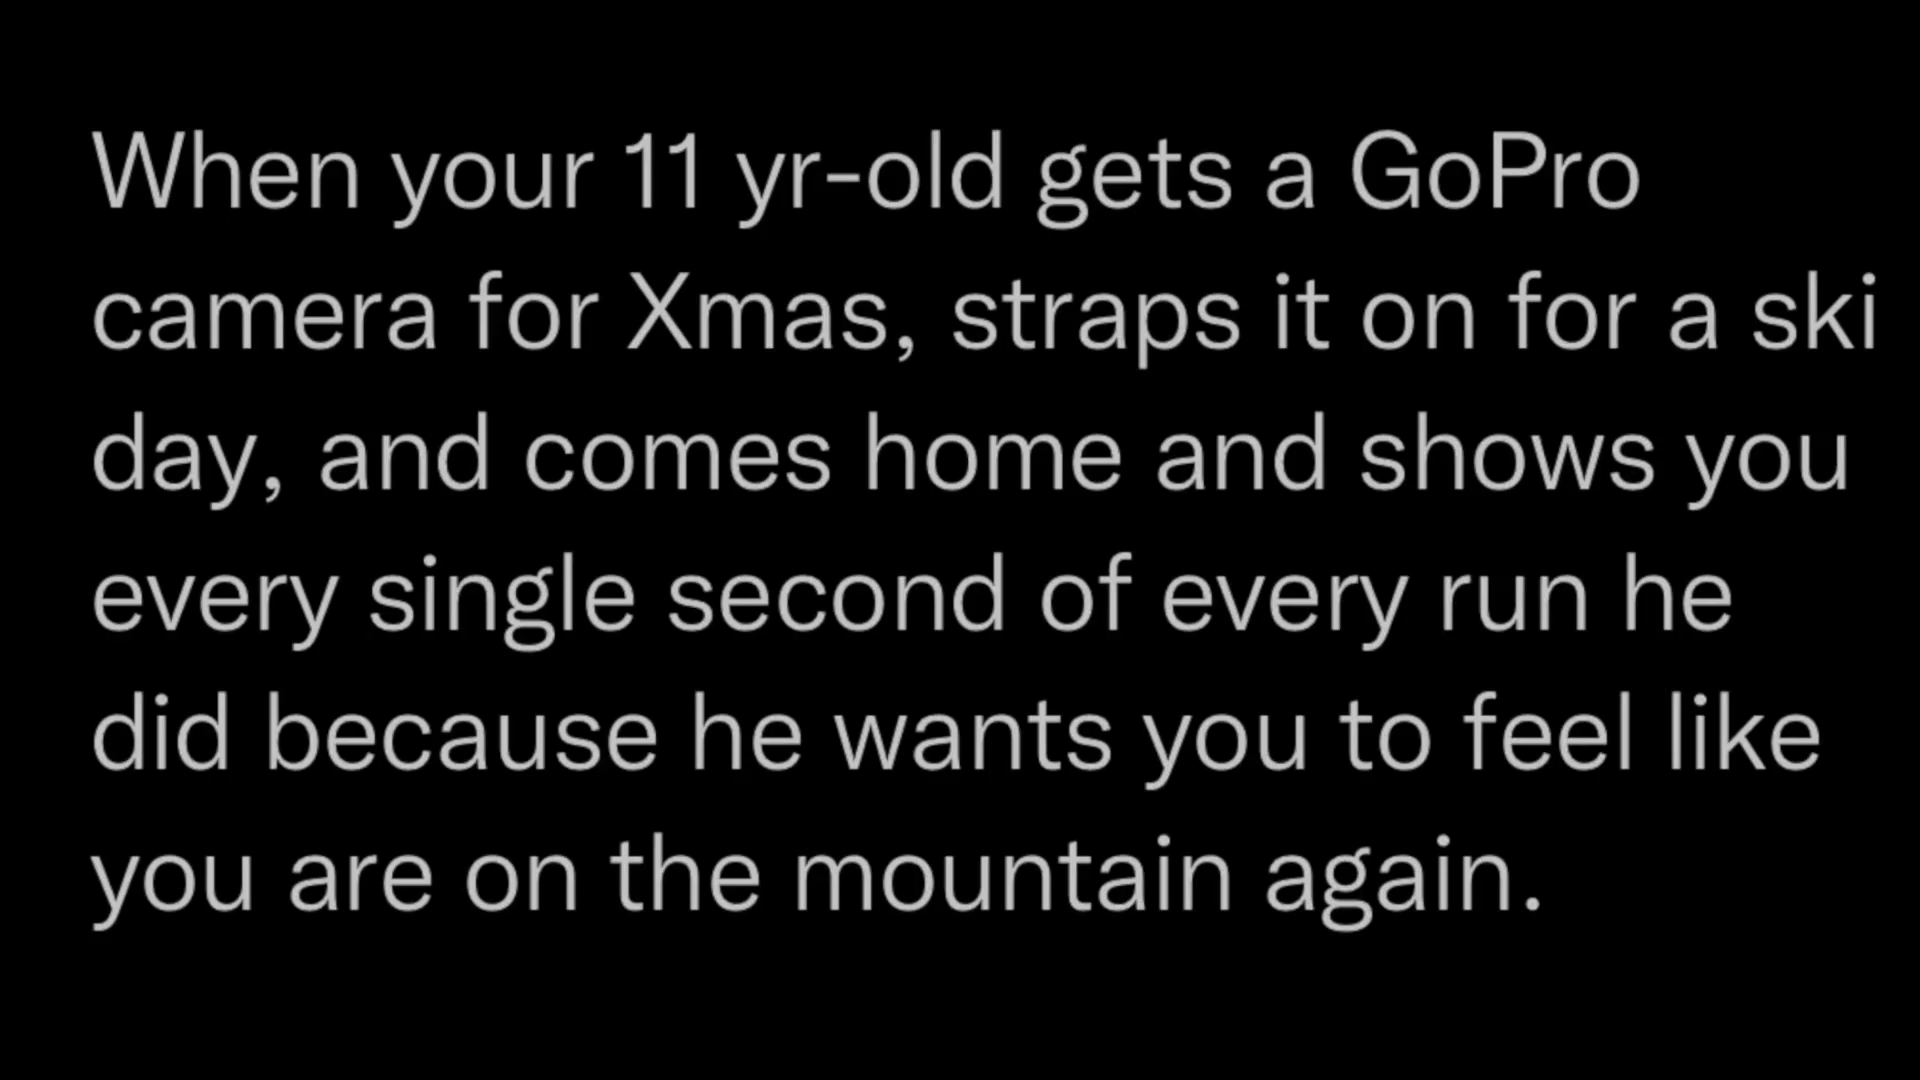 When your 11 yr-old gets a GoPro
camera for Xmas, straps it on for a ski
day, and comes home and shows you
every single second of every run he
did because he wants you to feel like
you are on the mountain again.